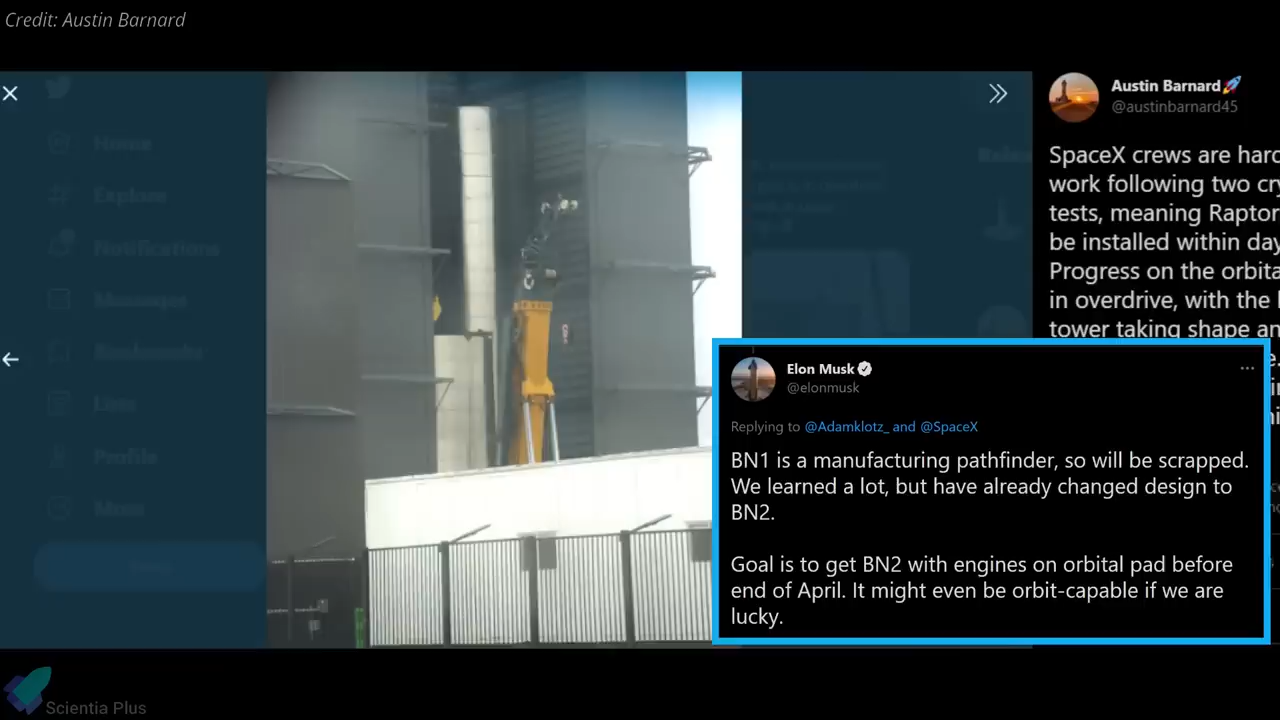 Credit: Austin Barnard
Home
Explore
Notifications
Messages
Bookmarks
Lists
Profile
More
Austin Barnard🚀
@austinbarnard45
SpaceX crews are hard
work following two
tests, meaning Raptor
be installed within
Progress on the
in overdrive, with the
tower taking shape
Elon Musk
@elonmusk
Replying to @Adamklotz_ and @SpaceX
BN1 is a manufacturing pathfinder, so will be scrapped.
We learned a lot, but have already changed design to
BN2.
Goal is to get BN2 with engines on orbital pad before
end of April. It might even be orbit-capable if we are
lucky.
Scientia Plus